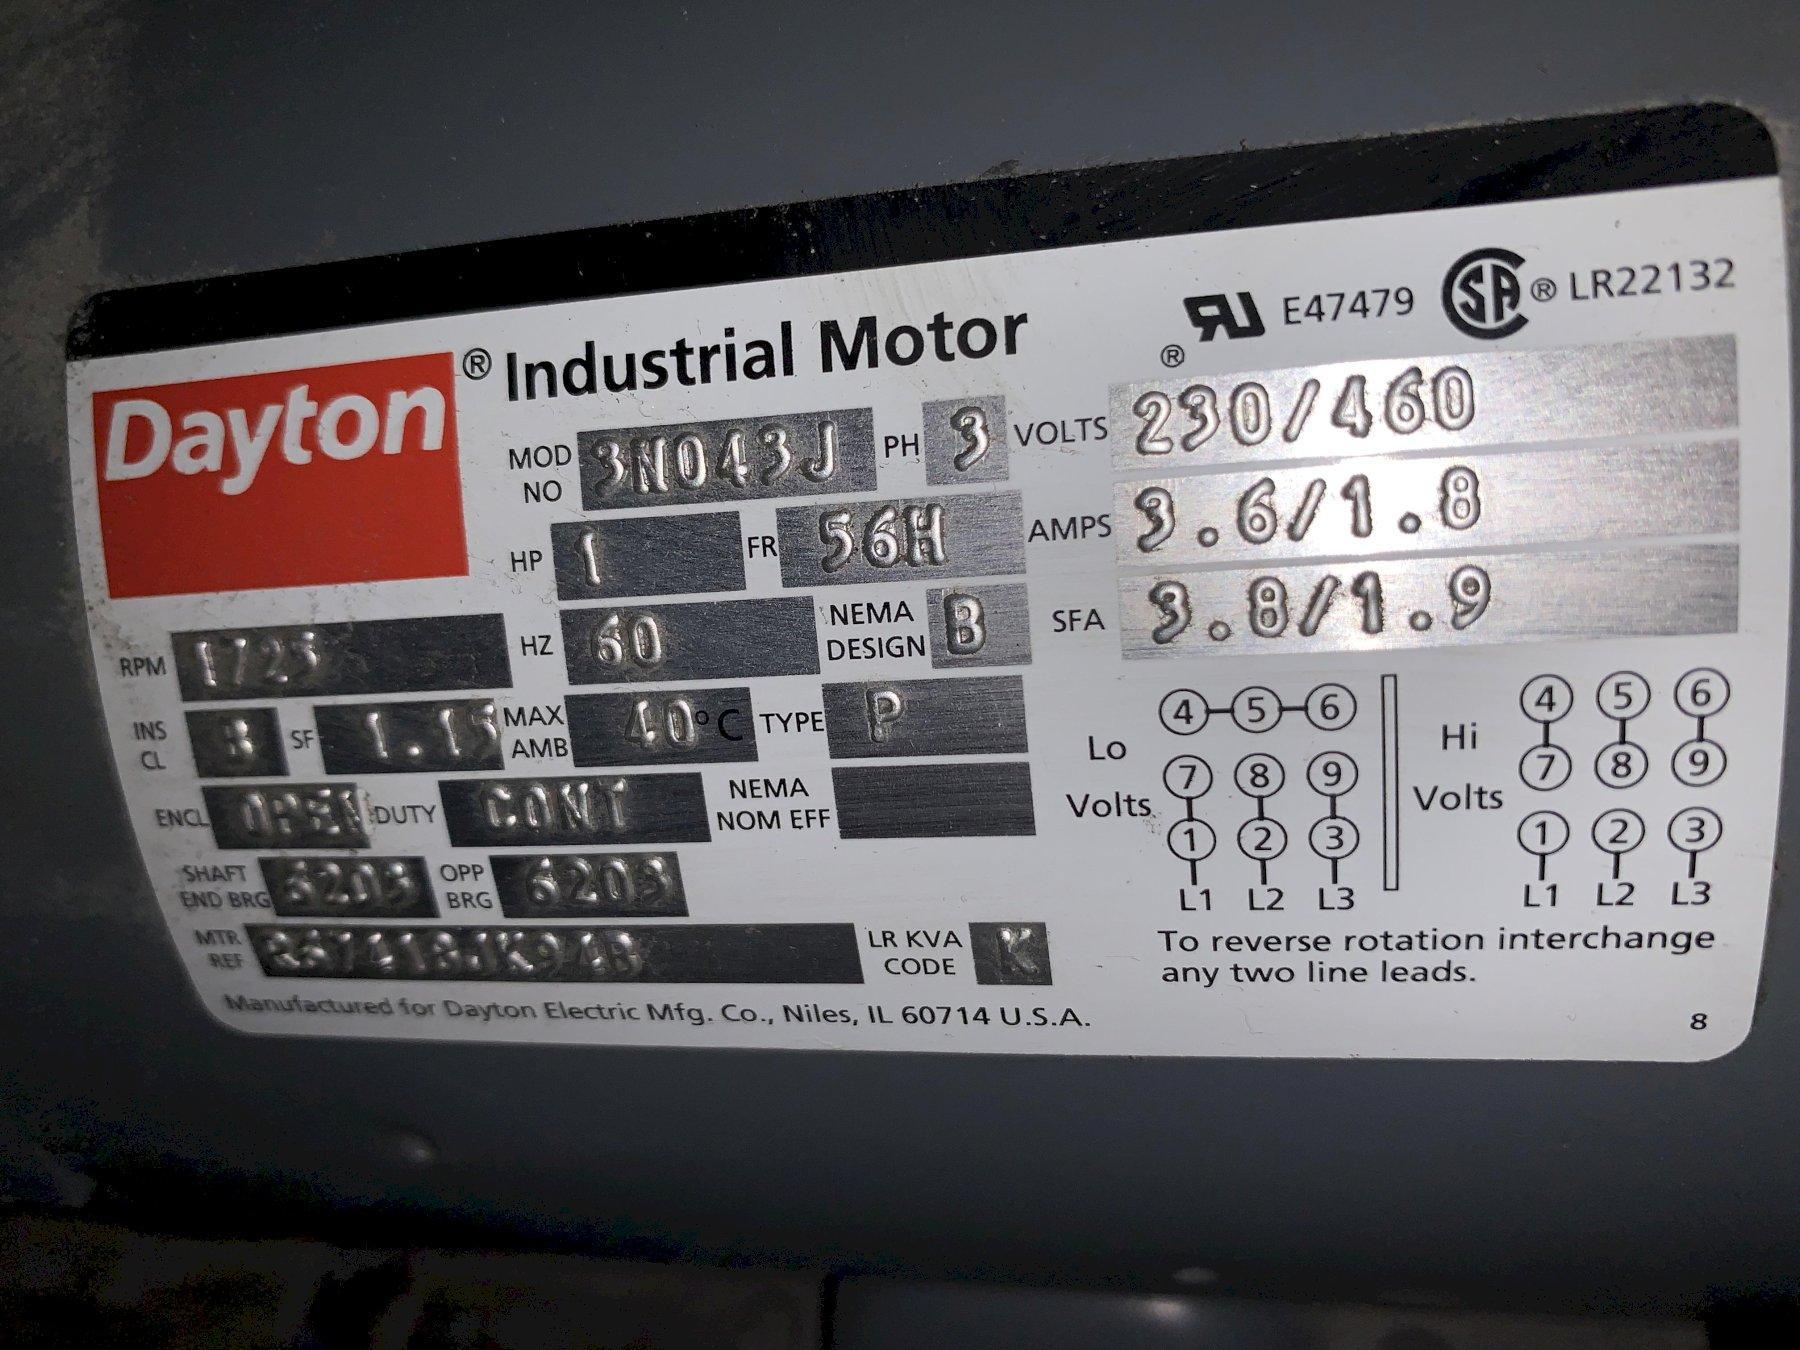 Dayton ® Industrial Motor
® UR E47479 SA ® LR22132
MOD NO 3N043J PH 3 VOLTS 230/460
HP 1 FR 56H AMPS 3.6/1.8
RPM 1725 HZ 60 NEMA DESIGN B SFA 3.8/1.9
INS CL B SF 1.15 MAX AMB 40°C TYPE P
ENCL OPEN DUTY CONT NEMA NOM EFF
SHAFT END BRG 6203 OPP BRG 6203
MTR REF LR KVA CODE K
Manufactured for Dayton Electric Mfg. Co., Niles, IL 60714 U.S.A.
Lo Volts
4 5 6
7 8 9
1 2 3
L1 L2 L3
Hi Volts
4 5 6
7 8 9
1 2 3
L1 L2 L3
To reverse rotation interchange
any two line leads.
8